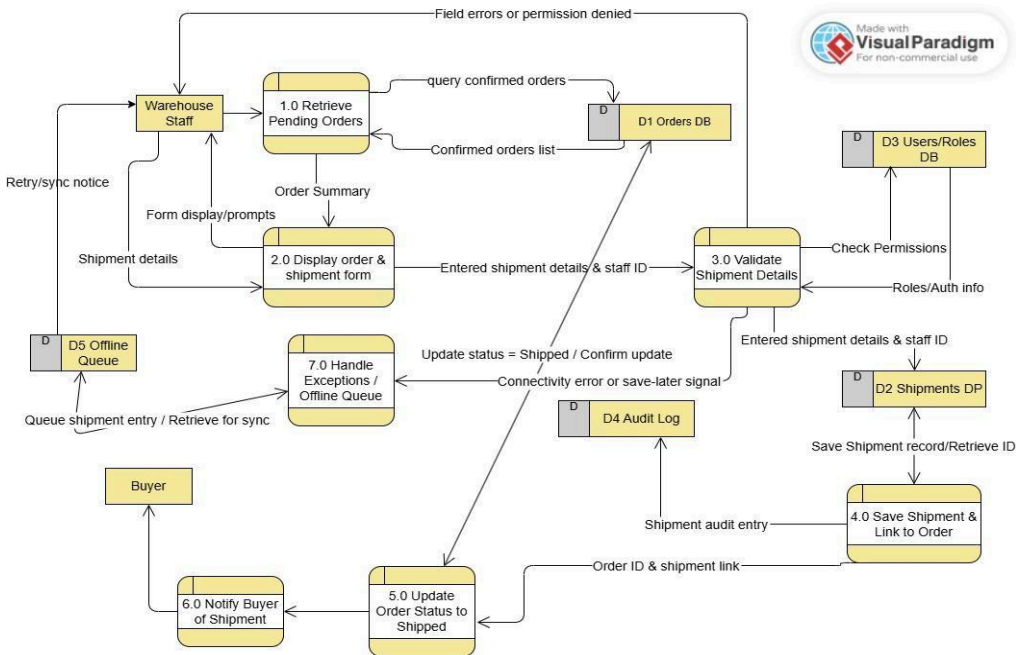 Field errors or permission denied
Made with
Visual Paradigm
For non-commercial use
query confirmed orders
Warehouse
Staff
1.0 Retrieve
Pending Orders
D
D1 Orders DB
D
D3 Users/Roles
DB
Confirmed orders list
Retry/sync notice
Order Summary
Form display/prompts
Shipment details
2.0 Display order &
shipment form
Entered shipment details & staff ID
3.0 Validate
Shipment Details
Check Permissions
Roles/Auth info
D
D5 Offline
Queue
7.0 Handle
Exceptions /
Offline Queue
Update status = Shipped / Confirm update
Connectivity error or save-later signal
Entered shipment details & staff ID
D
D2 Shipments DP
Queue shipment entry / Retrieve for sync
D
D4 Audit Log
Save Shipment record/Retrieve ID
Buyer
Shipment audit entry
4.0 Save Shipment &
Link to Order
Order ID & shipment link
6.0 Notify Buyer
of Shipment
5.0 Update
Order Status to
Shipped